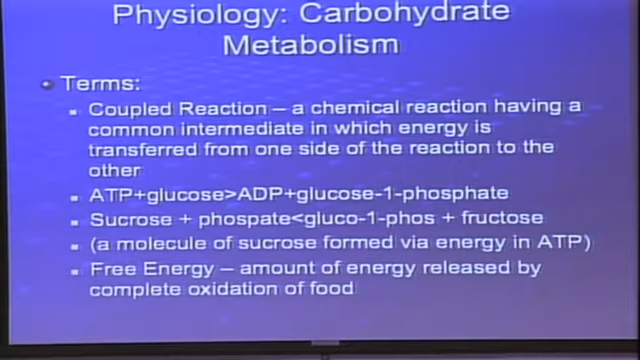 Physiology: Carbohydrate
Metabolism
Terms:
Coupled Reaction – a chemical reaction having a
common intermediate in which energy is
transferred from one side of the reaction to the
other
ATP+glucose>ADP+glucose-1-phosphate
Sucrose + phospate<gluco-1-phos + fructose
(a molecule of sucrose formed via energy in ATP)
Free Energy – amount of energy released by
complete oxidation of food